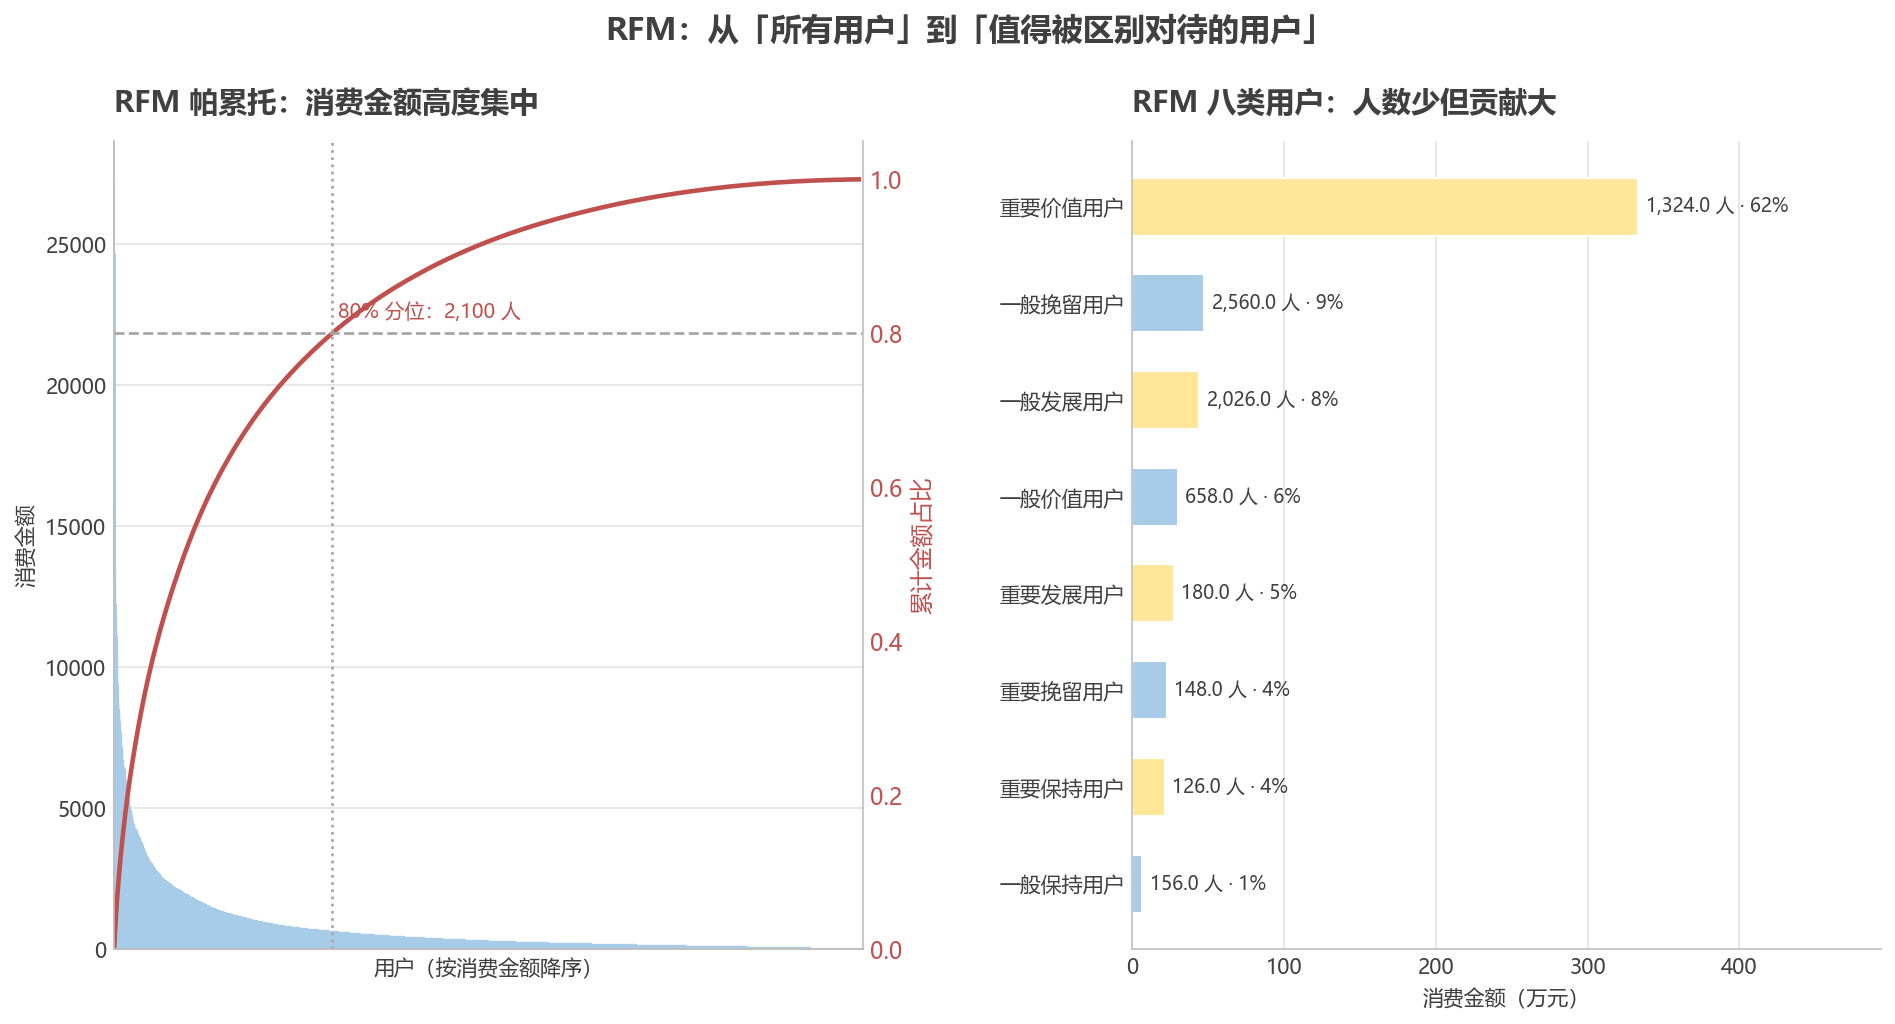 RFM：从「所有用户」到「值得被区别对待的用户」
RFM 帕累托：消费金额高度集中
消费金额
25000
20000
15000
10000
5000
0
80% 分位：2,100 人
用户（按消费金额降序）
1.0
0.8
0.6
0.4
0.2
0.0
累计金额占比
RFM 八类用户：人数少但贡献大
重要价值用户 1,324.0 人 · 62%
一般挽留用户 2,560.0 人 · 9%
一般发展用户 2,026.0 人 · 8%
一般价值用户 658.0 人 · 6%
重要发展用户 180.0 人 · 5%
重要挽留用户 148.0 人 · 4%
重要保持用户 126.0 人 · 4%
一般保持用户 156.0 人 · 1%
0 100 200 300 400
消费金额（万元）